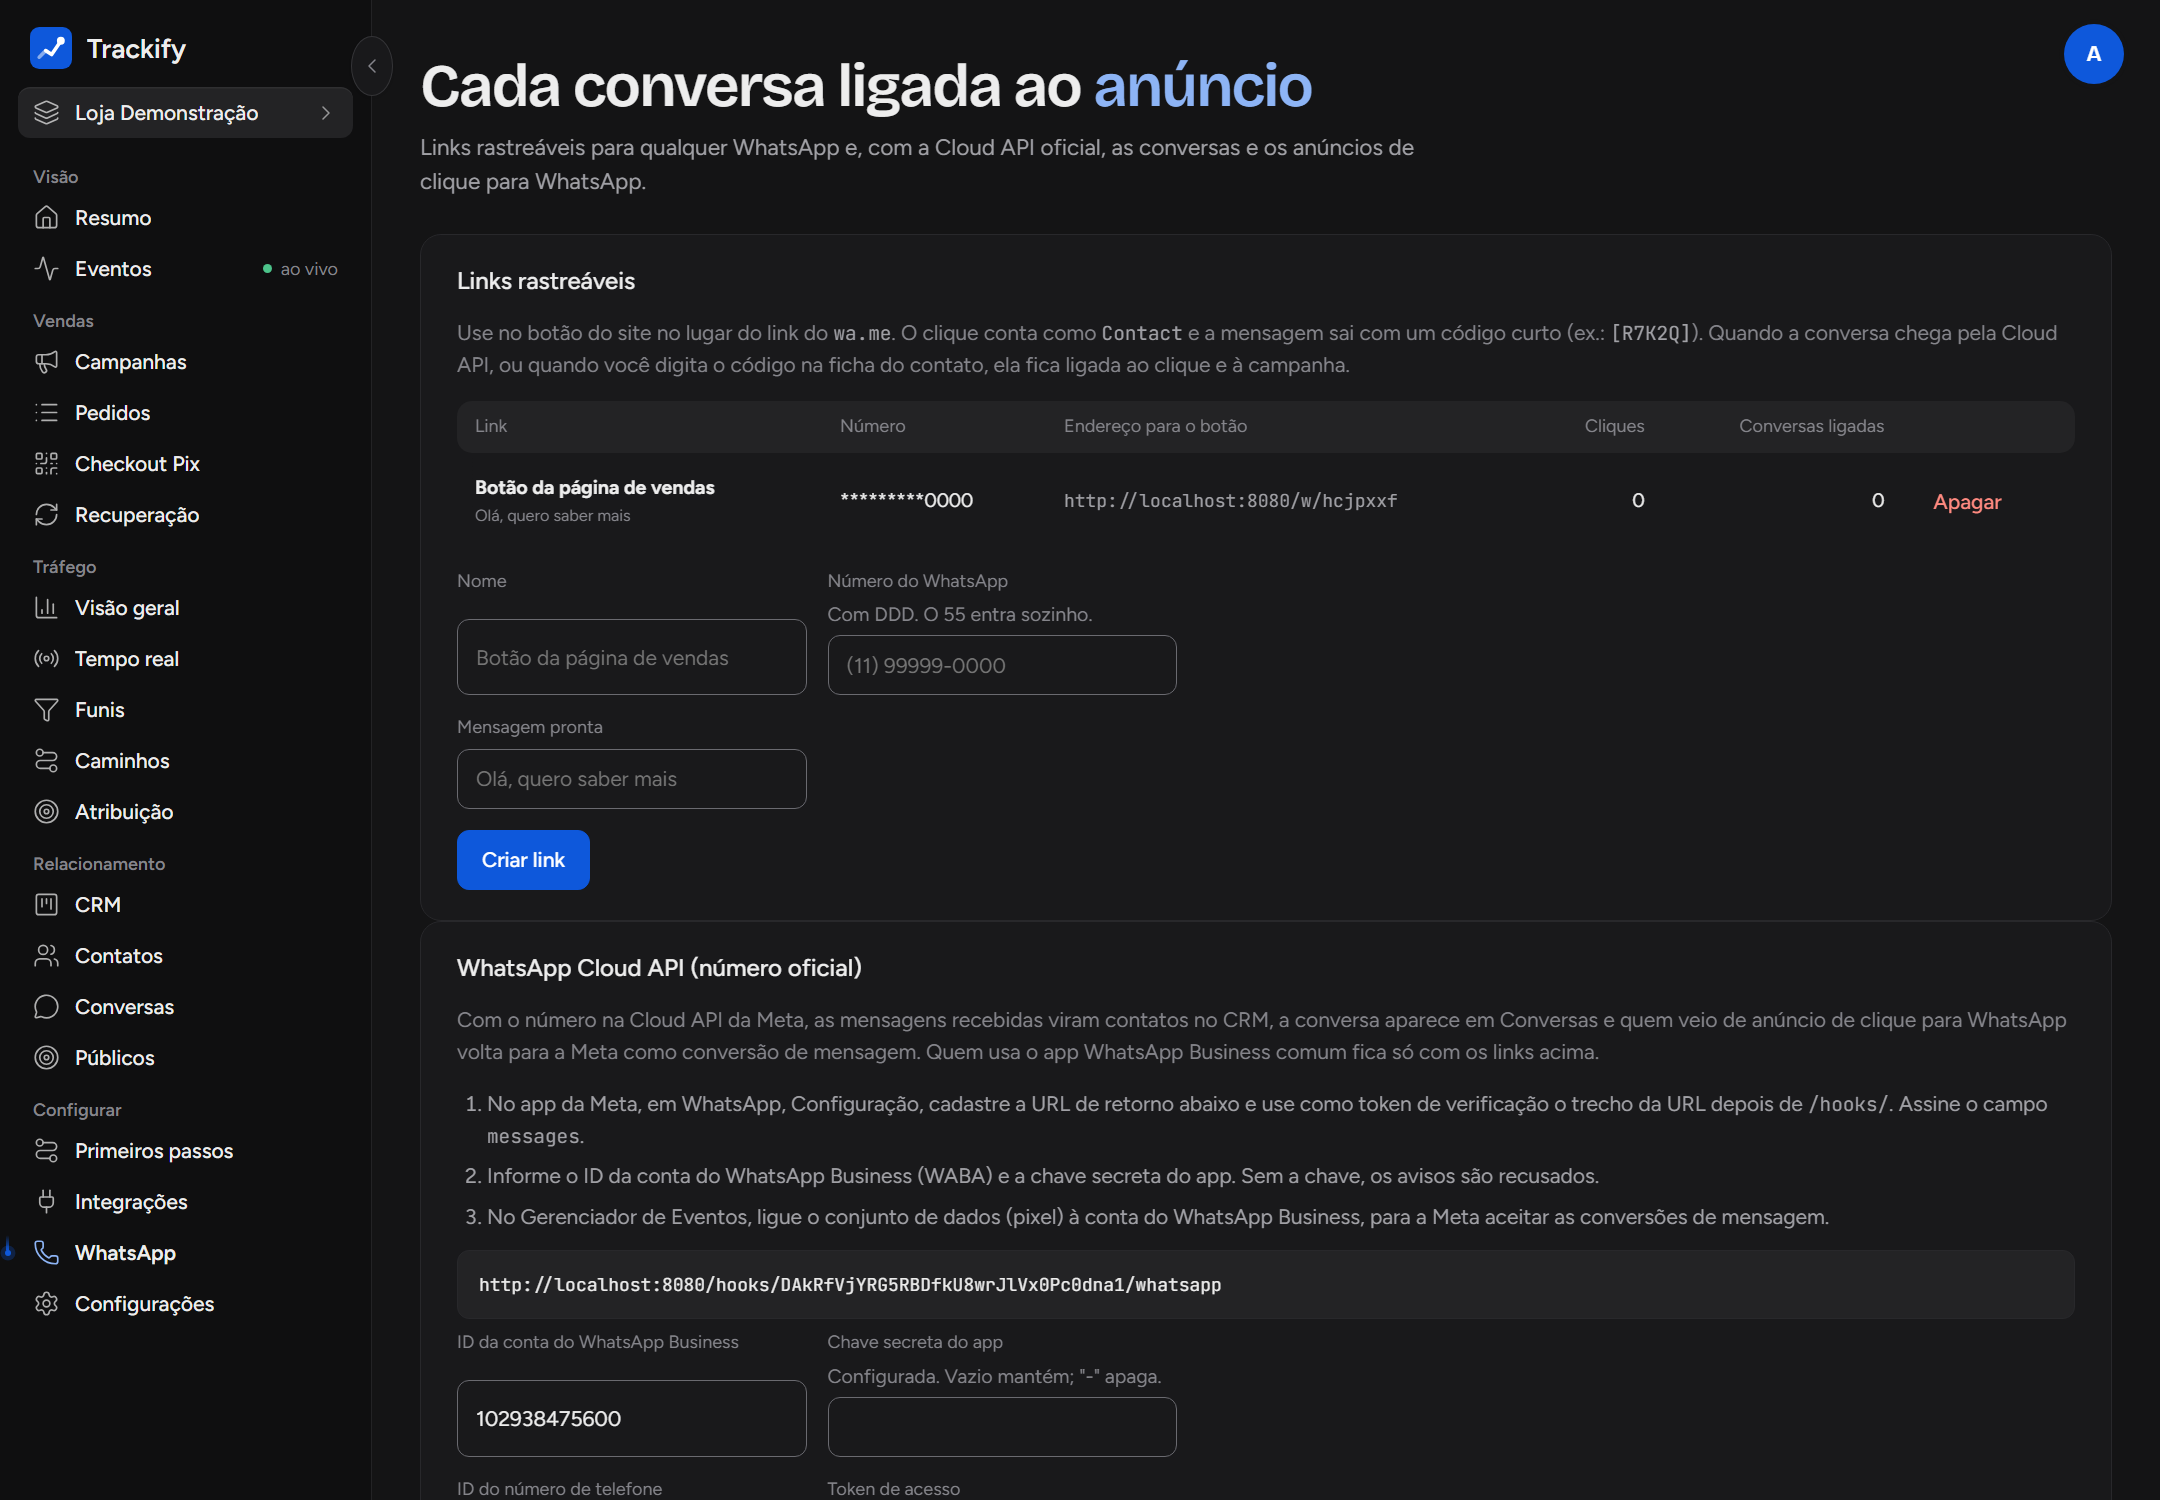 Trackify
Loja Demonstração
Visão
Resumo
Eventos
ao vivo
Vendas
Campanhas
Pedidos
Checkout Pix
Recuperação
Tráfego
Visão geral
Tempo real
Funis
Caminhos
Atribuição
Relacionamento
CRM
Contatos
Conversas
Públicos
Configurar
Primeiros passos
Integrações
WhatsApp
Configurações
A
Cada conversa ligada ao anúncio
Links rastreáveis para qualquer WhatsApp e, com a Cloud API oficial, as conversas e os anúncios de
clique para WhatsApp.
Links rastreáveis
Use no botão do site no lugar do link do wa.me. O clique conta como Contact e a mensagem sai com um código curto (ex.: [R7K2Q]). Quando a conversa chega pela Cloud
API, ou quando você digita o código na ficha do contato, ela fica ligada ao clique e à campanha.
Link Número Endereço para o botão Cliques Conversas ligadas
Botão da página de vendas
Olá, quero saber mais
*********0000
http://localhost:8080/w/hcjpxxf
0
0
Apagar
Nome
Botão da página de vendas
Número do WhatsApp
Com DDD. O 55 entra sozinho.
(11) 99999-0000
Mensagem pronta
Olá, quero saber mais
Criar link
WhatsApp Cloud API (número oficial)
Com o número na Cloud API da Meta, as mensagens recebidas viram contatos no CRM, a conversa aparece em Conversas e quem veio de anúncio de clique para WhatsApp
volta para a Meta como conversão de mensagem. Quem usa o app WhatsApp Business comum fica só com os links acima.
1. No app da Meta, em WhatsApp, Configuração, cadastre a URL de retorno abaixo e use como token de verificação o trecho da URL depois de /hooks/. Assine o campo
messages.
2. Informe o ID da conta do WhatsApp Business (WABA) e a chave secreta do app. Sem a chave, os avisos são recusados.
3. No Gerenciador de Eventos, ligue o conjunto de dados (pixel) à conta do WhatsApp Business, para a Meta aceitar as conversões de mensagem.
http://localhost:8080/hooks/DAkRfVjYRG5RBDfkU8wrJlVx0Pc0dna1/whatsapp
ID da conta do WhatsApp Business
102938475600
Chave secreta do app
Configurada. Vazio mantém; "-" apaga.
ID do número de telefone
Token de acesso